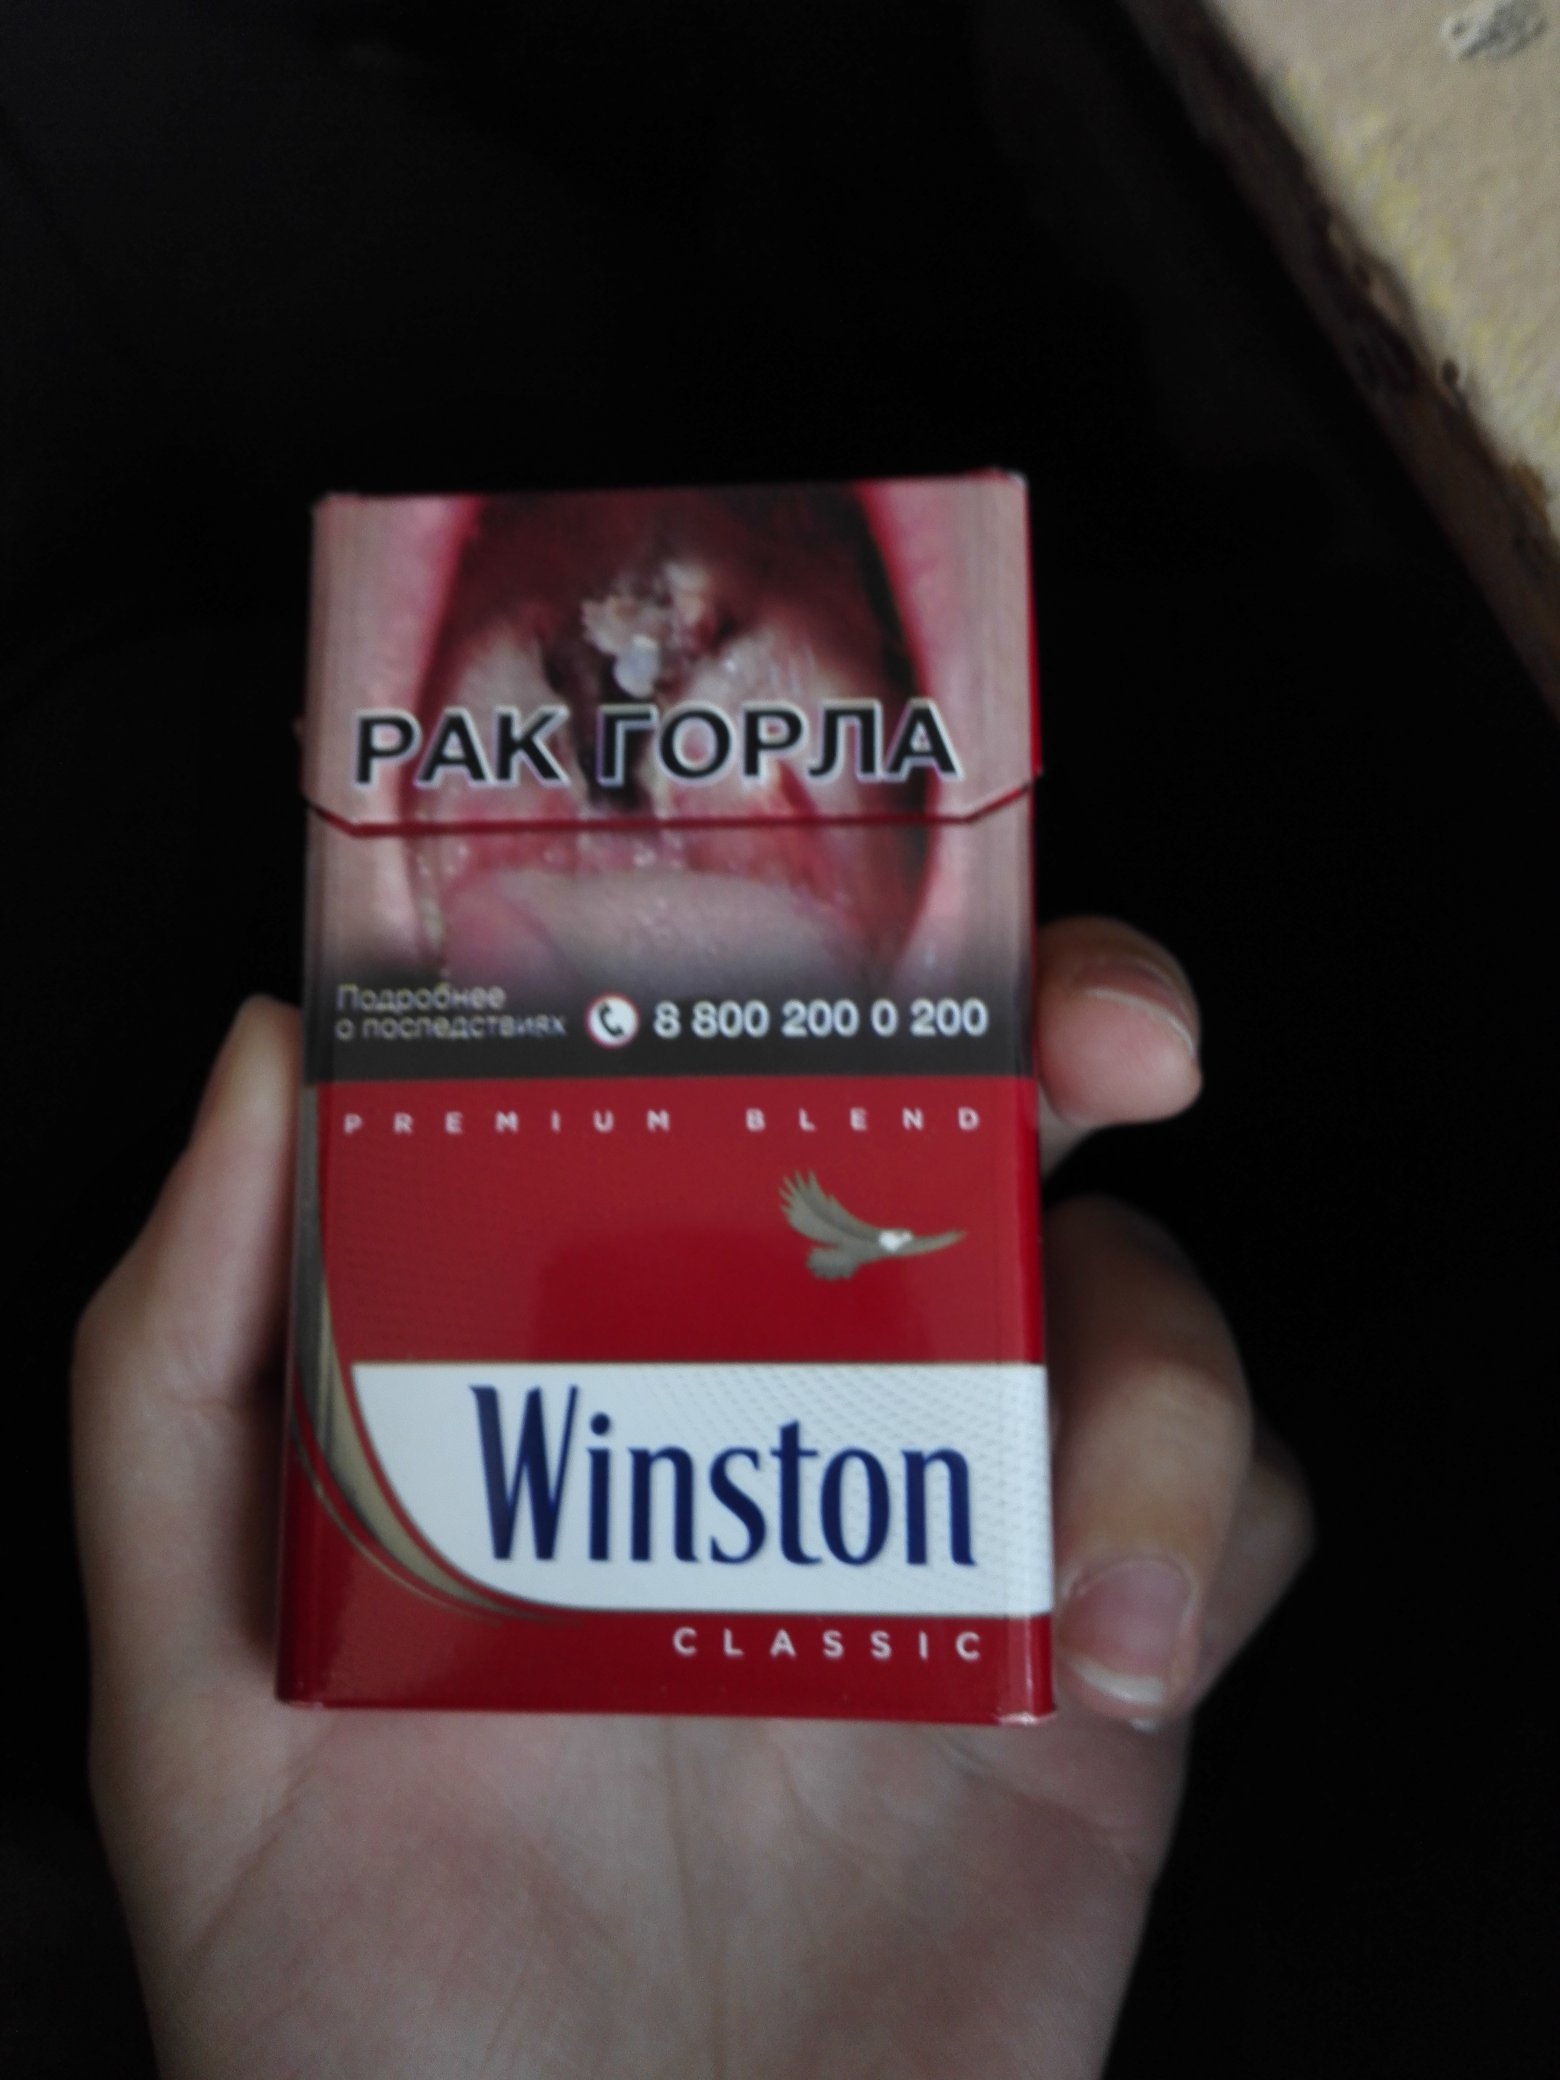 РАК ГОРЛА
Подробнее
о последствиях
8 800 200 0 200
PREMIUM BLEND
Winston
CLASSIC